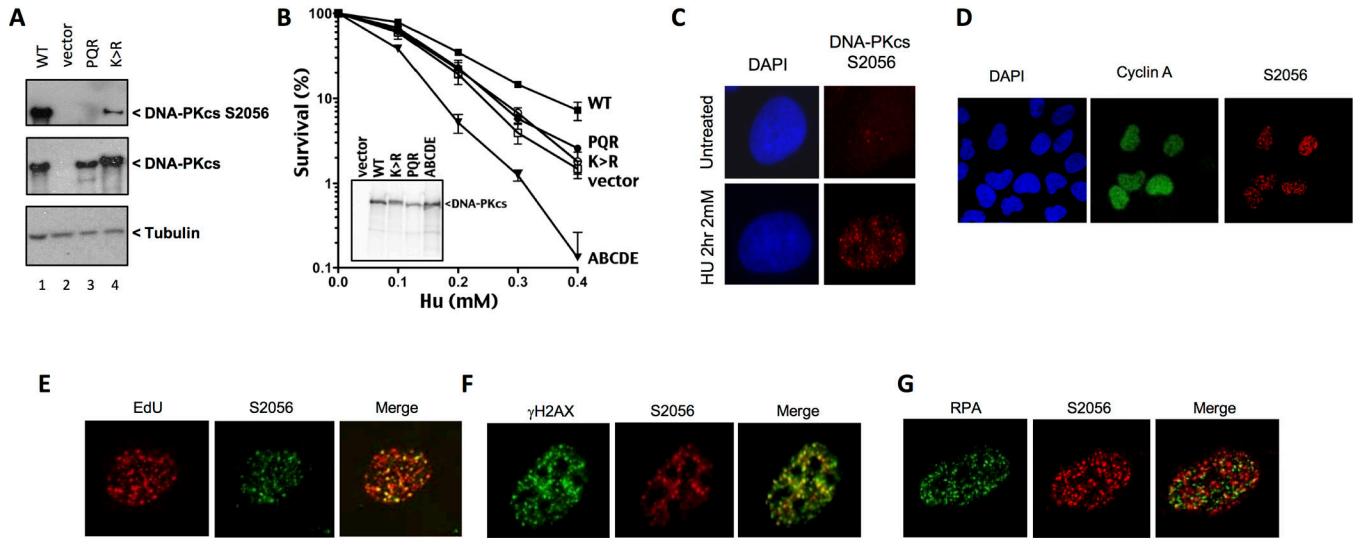 A
WT
vector
PQR
K>R
< DNA-PKcs S2056
< DNA-PKcs
< Tubulin
1 2 3 4
B
Survival (%)
100
10
1
0.1
0.0 0.1 0.2 0.3 0.4
Hu (mM)
WT
PQR
K>R
vector
ABCDE
vector
WT
K>R
PQR
ABCDE
<DNA-PKcs
C
DAPI
DNA-PKcs
S2056
Untreated
HU 2hr 2mM
D
DAPI Cyclin A S2056
E
EdU S2056 Merge
F
γH2AX S2056 Merge
G
RPA S2056 Merge